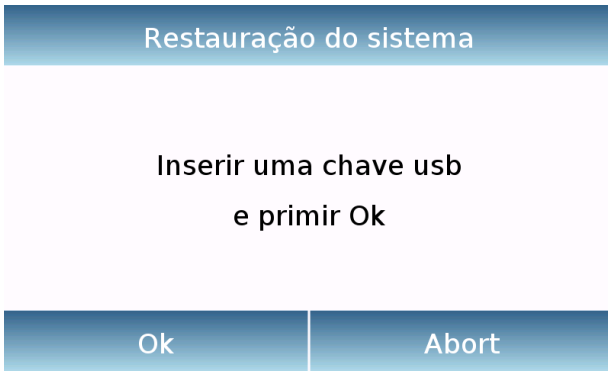 Restauração do sistema
Inserir uma chave usb
e primir Ok
Ok
Abort